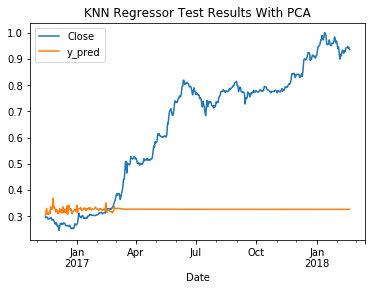 KNN Regressor Test Results With PCA
Close
y_pred
1.0
0.9
0.8
0.7
0.6
0.5
0.4
0.3
Jan
2017
Apr
Jul
Oct
Jan
2018
Date